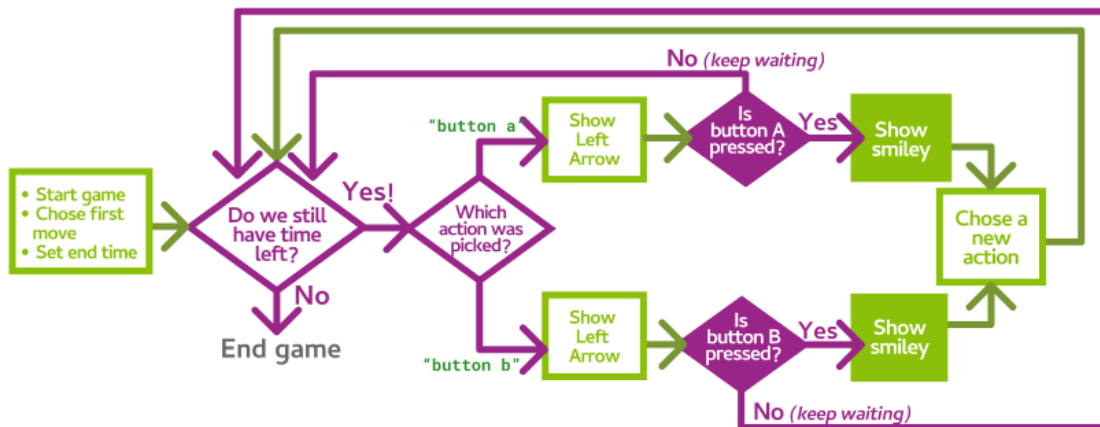 • Start game
• Chose first
move
• Set end time
Do we still
have time
left?
Yes!
No
End game
Which
action was
picked?
"button a"
Show
Left
Arrow
Is
button A
pressed?
No (keep waiting)
Yes
Show
smiley
"button b"
Show
Left
Arrow
Is
button B
pressed?
Yes
Show
smiley
No (keep waiting)
Chose a
new
action